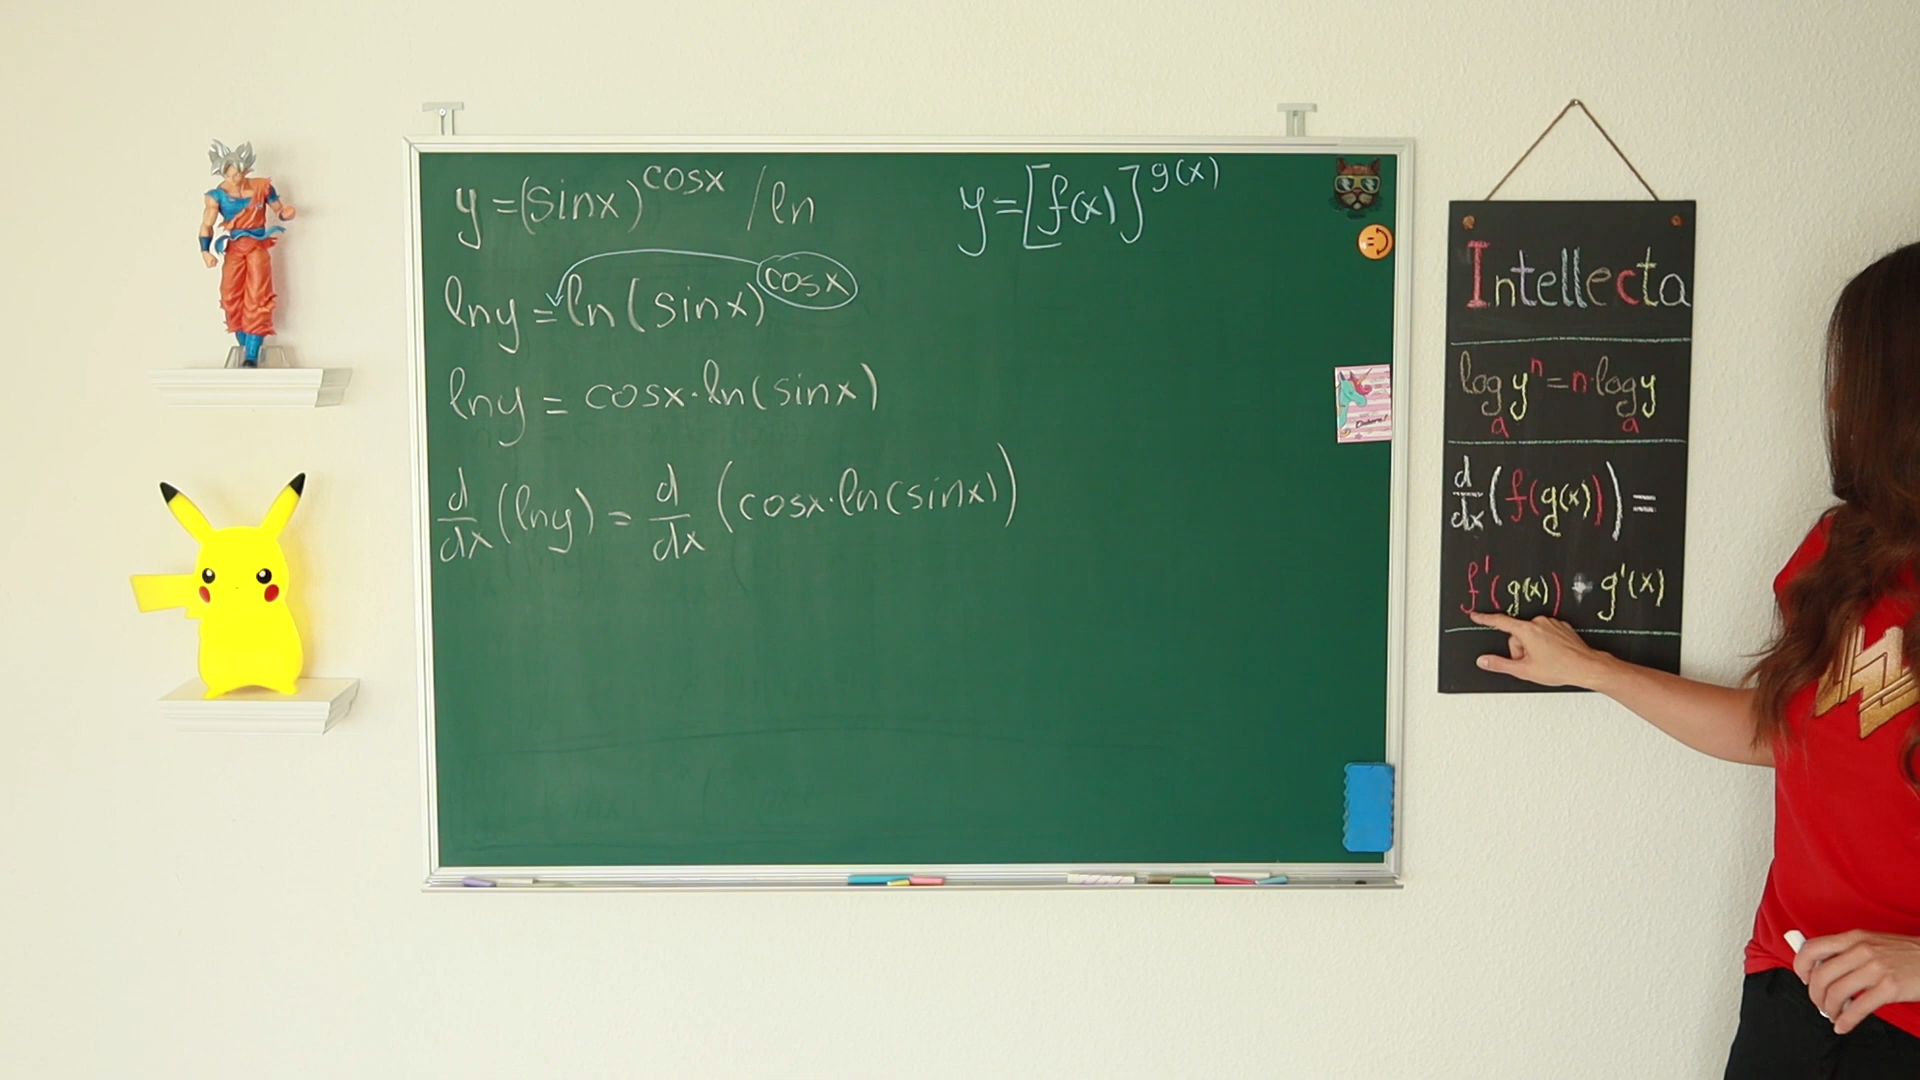 y=(sinx)^cosx /ln
y=[f(x)]^g(x)
lny=ln(sinx)^cosx
lny=cosx·ln(sinx)
d/dx(lny)=d/dx(cosx·ln(sinx))
Intellecta
log_a y^n=n·log_a y
d/dx(f(g(x)))=
f'(g(x))·g'(x)